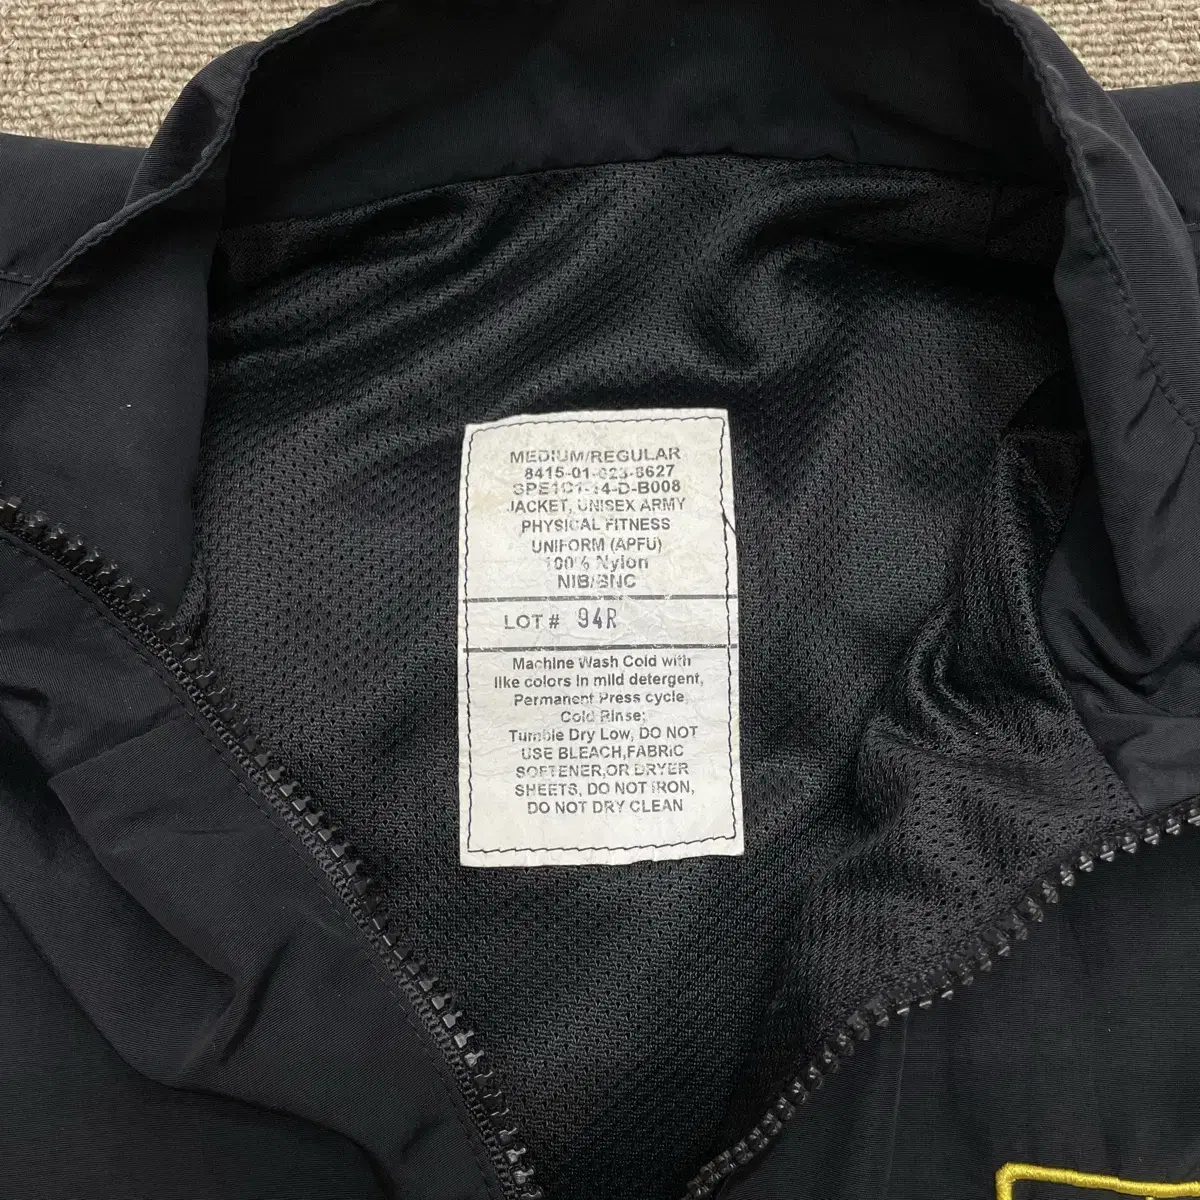 MEDIUM/REGULAR
8415-01-623-8627
SPE1C1-14-D-B008
JACKET, UNISEX ARMY
PHYSICAL FITNESS
UNIFORM (APFU)
100% Nylon
NIB/SNC
LOT # 94R
Machine Wash Cold with
like colors in mild detergent,
Permanent Press cycle,
Cold Rinse;
Tumble Dry Low, DO NOT
USE BLEACH,FABRIC
SOFTENER,OR DRYER
SHEETS, DO NOT IRON,
DO NOT DRY CLEAN